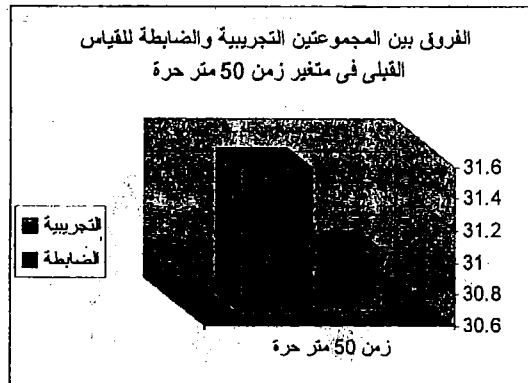 الفروق بين المجموعتين التجريبية والضابطة للقياس
القبلى فى متغير زمن 50 متر حرة
31.6
31.4
31.2
31
30.8
30.6
التجريبية
الضابطة
زمن 50 متر حرة